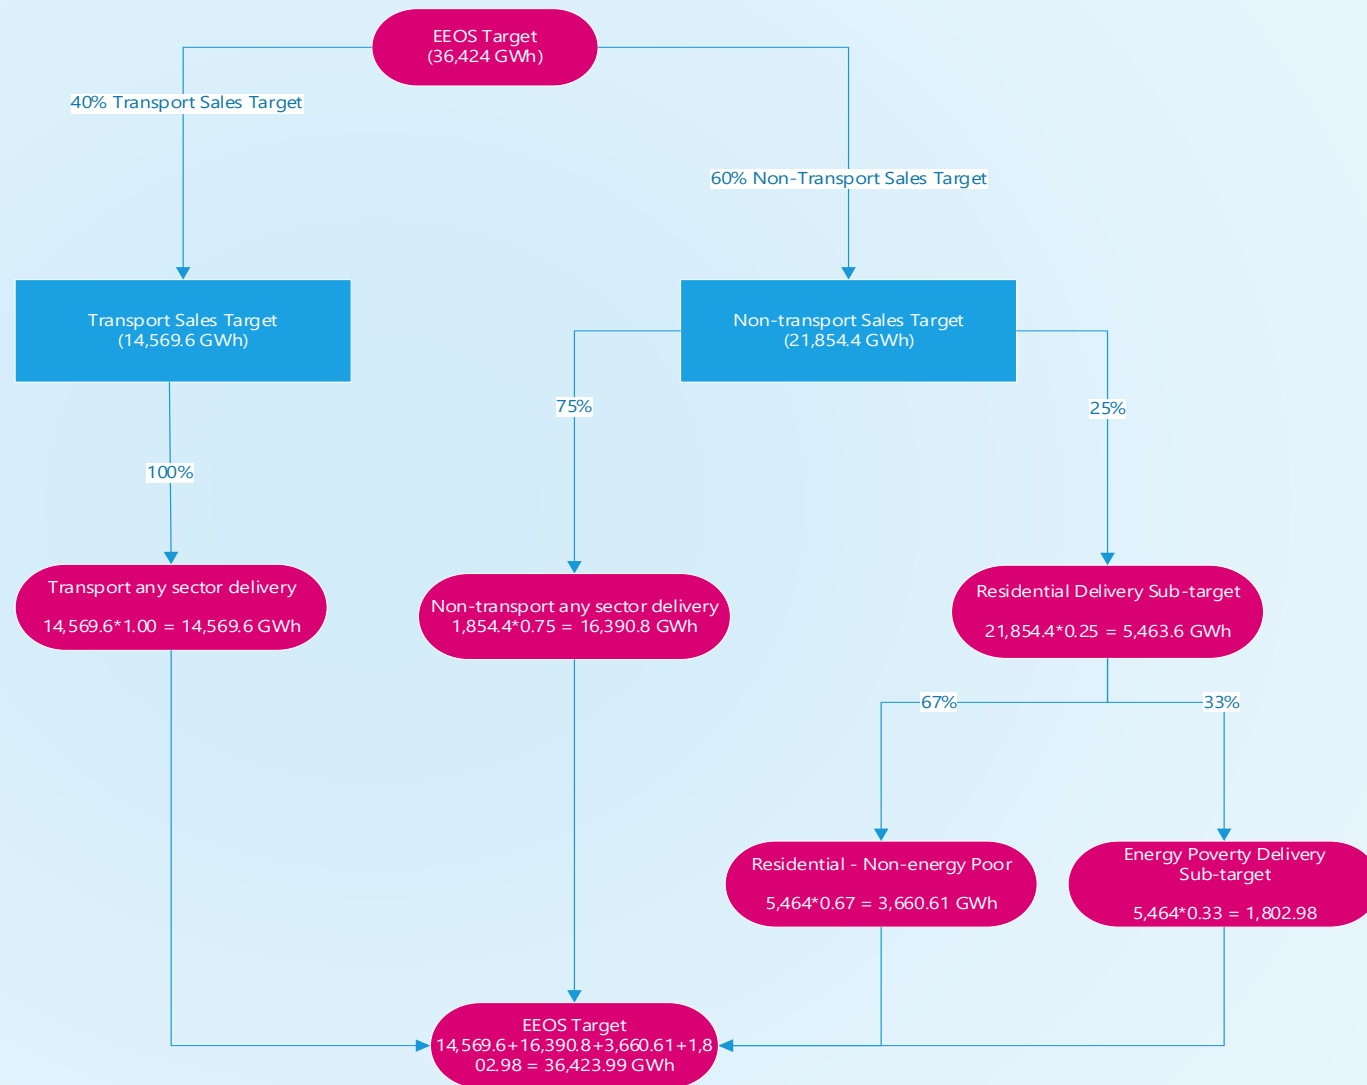 EEOS Target
(36,424 GWh)
40% Transport Sales Target
60% Non-Transport Sales Target
Transport Sales Target
(14,569.6 GWh)
Non-transport Sales Target
(21,854.4 GWh)
75%
25%
100%
Transport any sector delivery
14,569.6*1.00 = 14,569.6 GWh
Non-transport any sector delivery
1,854.4*0.75 = 16,390.8 GWh
Residential Delivery Sub-target
21,854.4*0.25 = 5,463.6 GWh
67%
33%
Residential - Non-energy Poor
5,464*0.67 = 3,660.61 GWh
Energy Poverty Delivery
Sub-target
5,464*0.33 = 1,802.98
EEOS Target
14,569.6+16,390.8+3,660.61+1,8
02.98 = 36,423.99 GWh